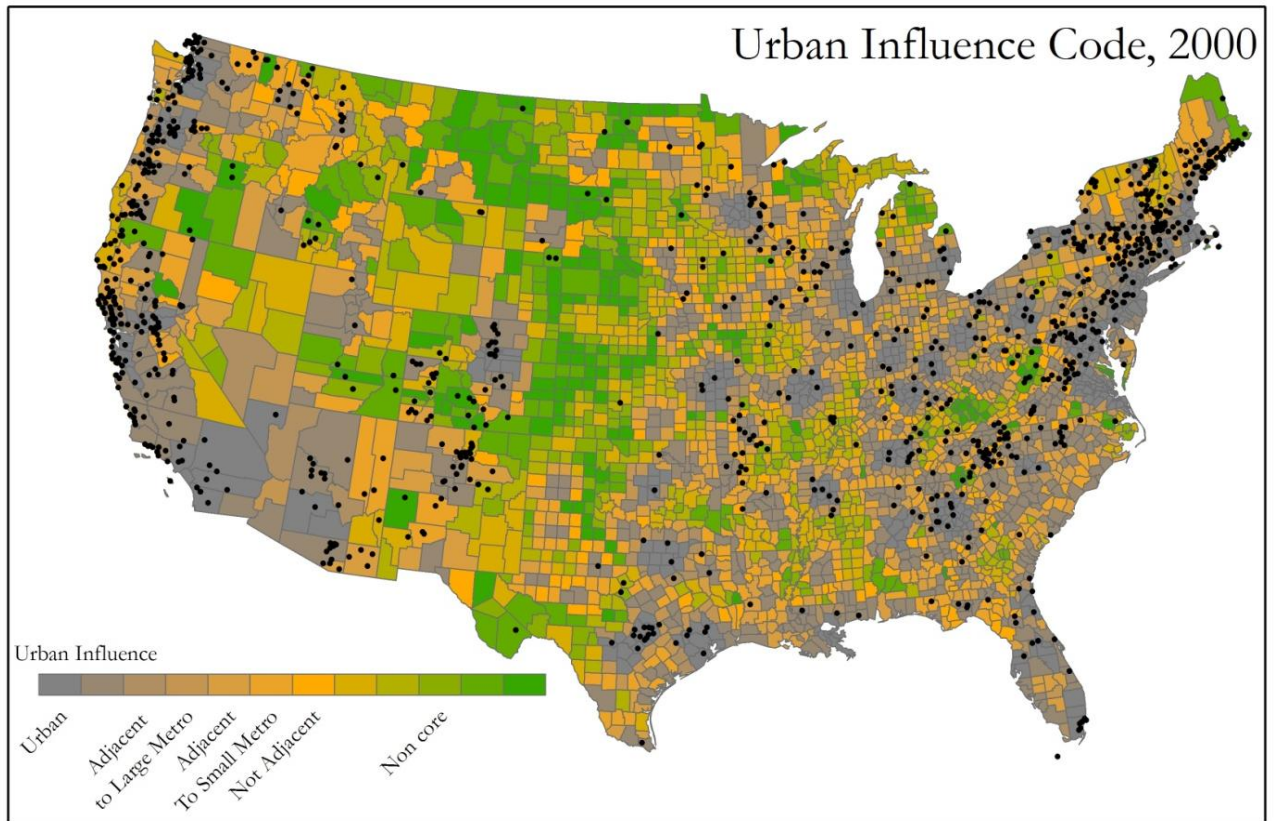 Urban Influence Code, 2000
Urban Influence
Urban
Adjacent
to Large Metro
Adjacent
To Small Metro
Not Adjacent
Non core